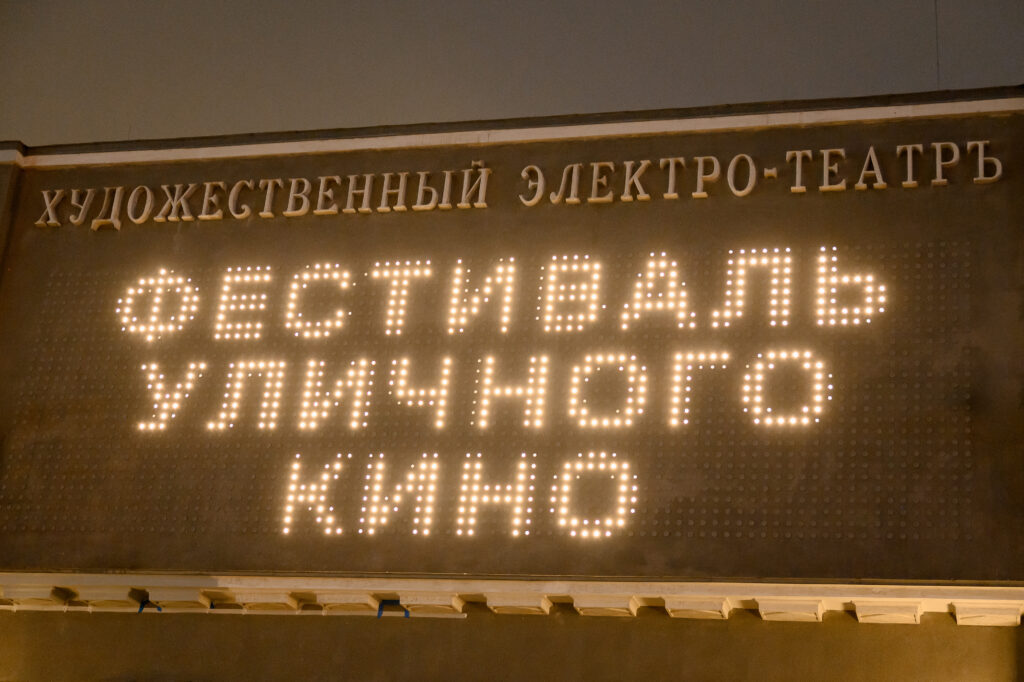 ХУДОЖЕСТВЕННЫЙ ЭЛЕКТРО-ТЕАТРЪ
ФЕСТИВАЛЬ
УЛИЧНОГО
КИНО